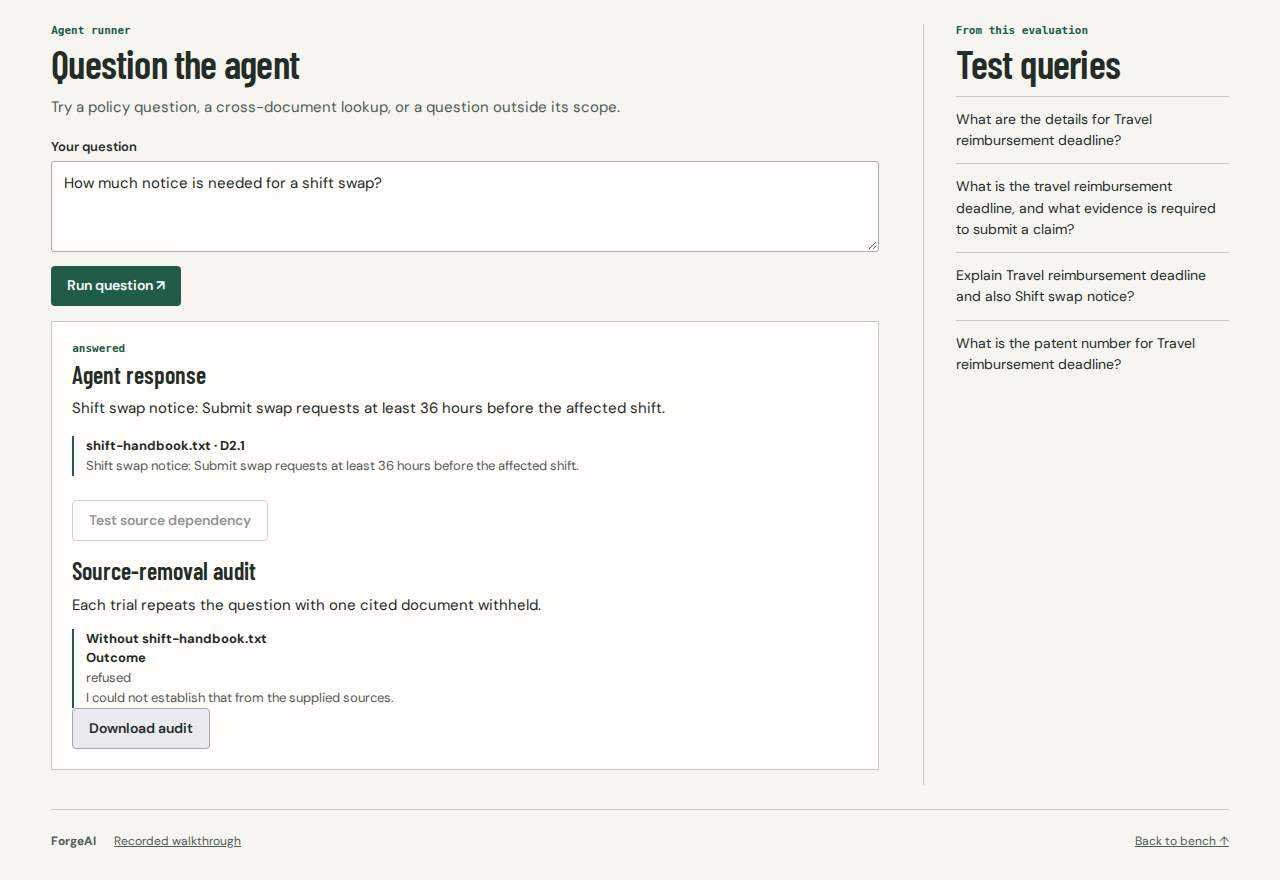 Agent runner
Question the agent
Try a policy question, a cross-document lookup, or a question outside its scope.
Your question
How much notice is needed for a shift swap?
Run question ↗
answered
Agent response
Shift swap notice: Submit swap requests at least 36 hours before the affected shift.
shift-handbook.txt · D2.1
Shift swap notice: Submit swap requests at least 36 hours before the affected shift.
Test source dependency
Source-removal audit
Each trial repeats the question with one cited document withheld.
Without shift-handbook.txt
Outcome
refused
I could not establish that from the supplied sources.
Download audit
From this evaluation
Test queries
What are the details for Travel
reimbursement deadline?
What is the travel reimbursement
deadline, and what evidence is required
to submit a claim?
Explain Travel reimbursement deadline
and also Shift swap notice?
What is the patent number for Travel
reimbursement deadline?
ForgeAI Recorded walkthrough
Back to bench ↑